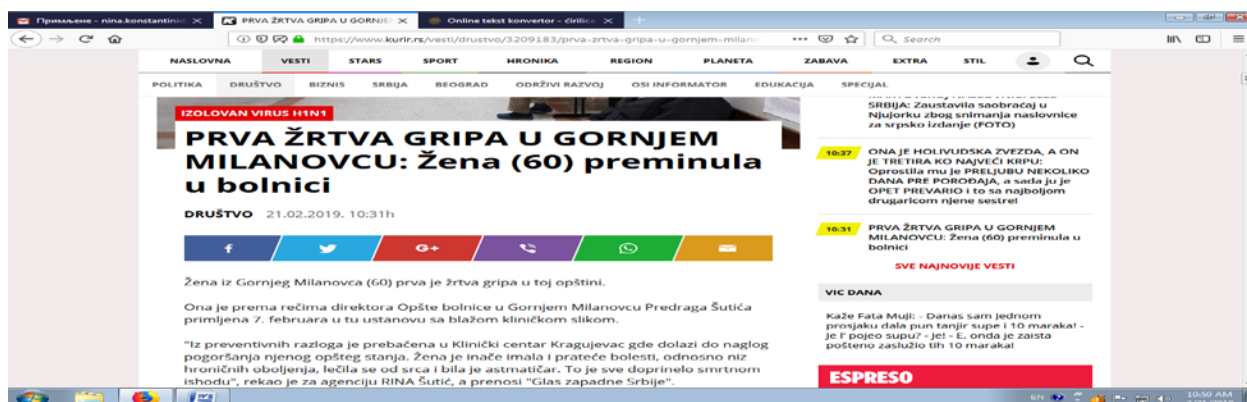 Примљене - nina.konstantinic
PRVA ŽRTVA GRIPA U GORNJE
Online tekst konvertor - ćirilica
https://www.kurir.rs/vesti/drustvo/3209183/prva-zrtva-gripa-u-gornjem-milano
Search
NASLOVNA VESTI STARS SPORT HRONIKA REGION PLANETA ZABAVA EXTRA STIL
POLITIKA DRUŠTVO BIZNIS SRBIJA BEOGRAD ODRŽIVI RAZVOJ OSI INFORMATOR EDUKACIJA SPECIJAL
IZOLOVAN VIRUS H1N1
PRVA ŽRTVA GRIPA U GORNJEM
MILANOVCU: Žena (60) preminula
u bolnici
DRUŠTVO 21.02.2019. 10:31h
f
G+
Žena iz Gornjeg Milanovca (60) prva je žrtva gripa u toj opštini.
Ona je prema rečima direktora Opšte bolnice u Gornjem Milanovcu Predraga Šutića
primljena 7. februara u tu ustanovu sa blažom kliničkom slikom.
"Iz preventivnih razloga je prebačena u Klinički centar Kragujevac gde dolazi do naglog
pogoršanja njenog opšteg stanja. Žena je inače imala i prateće bolesti, odnosno niz
hroničnih oboljenja, lečila se od srca i bila je astmatičar. To je sve doprinelo smrtnom
ishodu", rekao je za agenciju RINA Šutić, a prenosi "Glas zapadne Srbije".
SRBIJA: Zaustavila saobraćaj u
Njujorku zbog snimanja naslovnice
za srpsko izdanje (FOTO)
10:37 ONA JE HOLIVUDSKA ZVEZDA, A ON
JE TRETIRA KO NAJVEĆI KRPU:
Oprostila mu je PRELJUBU NEKOLIKO
DANA PRE POROĐAJA, a sada ju je
OPET PREVARIO i to sa najboljom
drugaricom njene sestre!
10:31 PRVA ŽRTVA GRIPA U GORNJEM
MILANOVCU: Žena (60) preminula u
bolnici
SVE NAJNOVIJE VESTI
VIC DANA
Kaže Fata Muji: - Danas sam jednom
prosjaku dala pun tanjir supe i 10 maraka! -
Je l' pojeo supu? - Je! - E, onda je zaista
pošteno zaslužio tih 10 maraka!
ESPRESO
EN
10:50 AM